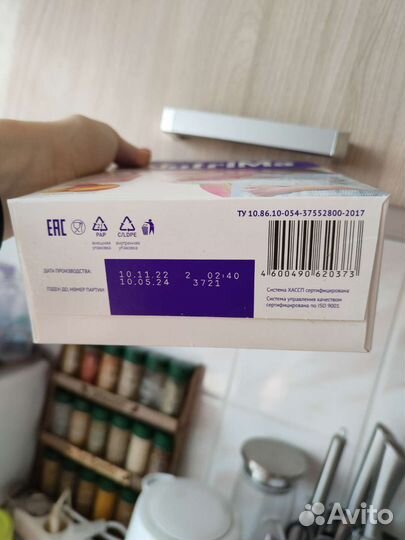 ТУ 10.86.10-054-37552800-2017
EAC
21 PAP
C/LDPE
внешняя упаковка
внутренняя упаковка
ДАТА ПРОИЗВОДСТВА:
10.11.22 2 02:40
ГОДЕН ДО, НОМЕР ПАРТИИ:
10.05.24 3721
4 600490 620373
Система ХАССП сертифицирована
Система управления качеством
сертифицирована по ISO 9001
Avito